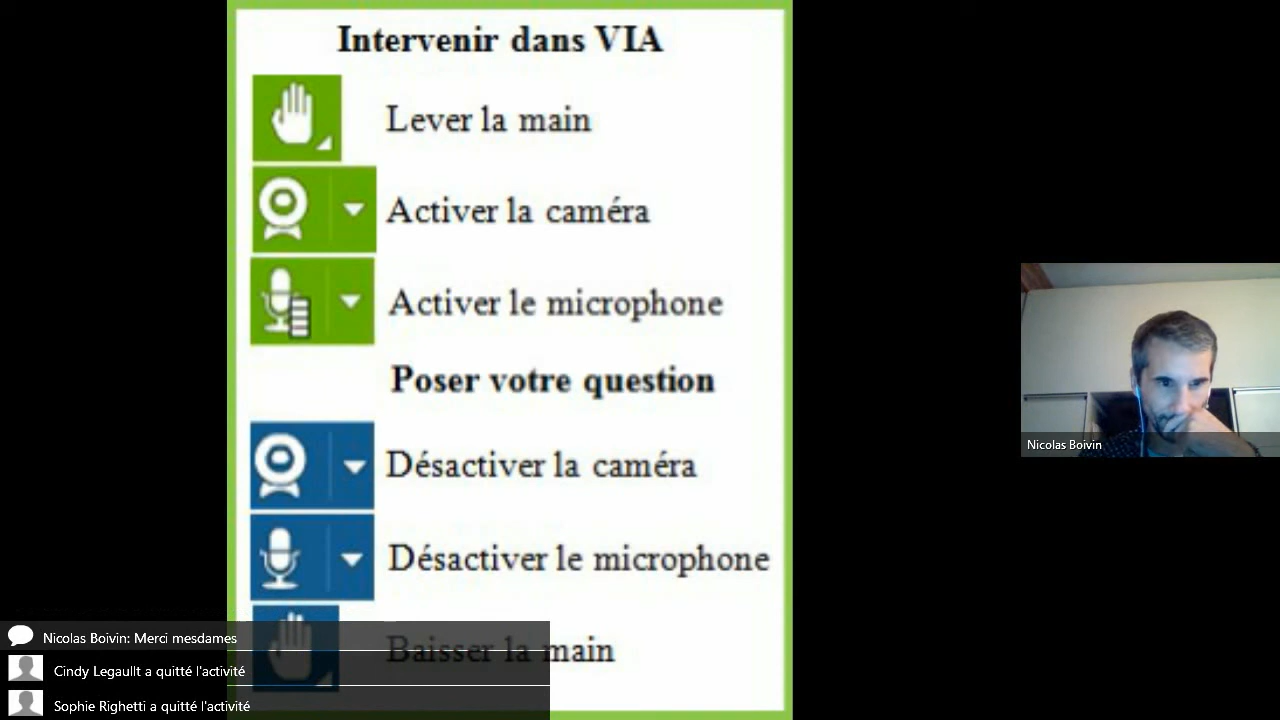 Intervenir dans VIA
Lever la main
Activer la caméra
Activer le microphone
Poser votre question
Désactiver la caméra
Désactiver le microphone
Baisser la main
Nicolas Boivin
Nicolas Boivin: Merci mesdames
Cindy Legaullt a quitté l'activité
Sophie Righetti a quitté l'activité